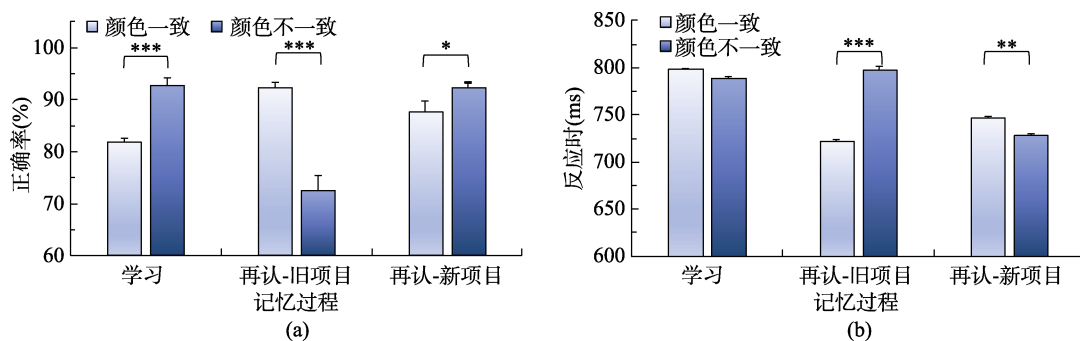 颜色一致 颜色不一致
100
90
80
70
60
正确率(%)
*** *** *
学习 再认-旧项目 再认-新项目
记忆过程
(a)
颜色一致
颜色不一致
850
800
750
700
650
600
反应时(ms)
*** **
学习 再认-旧项目 再认-新项目
记忆过程
(b)